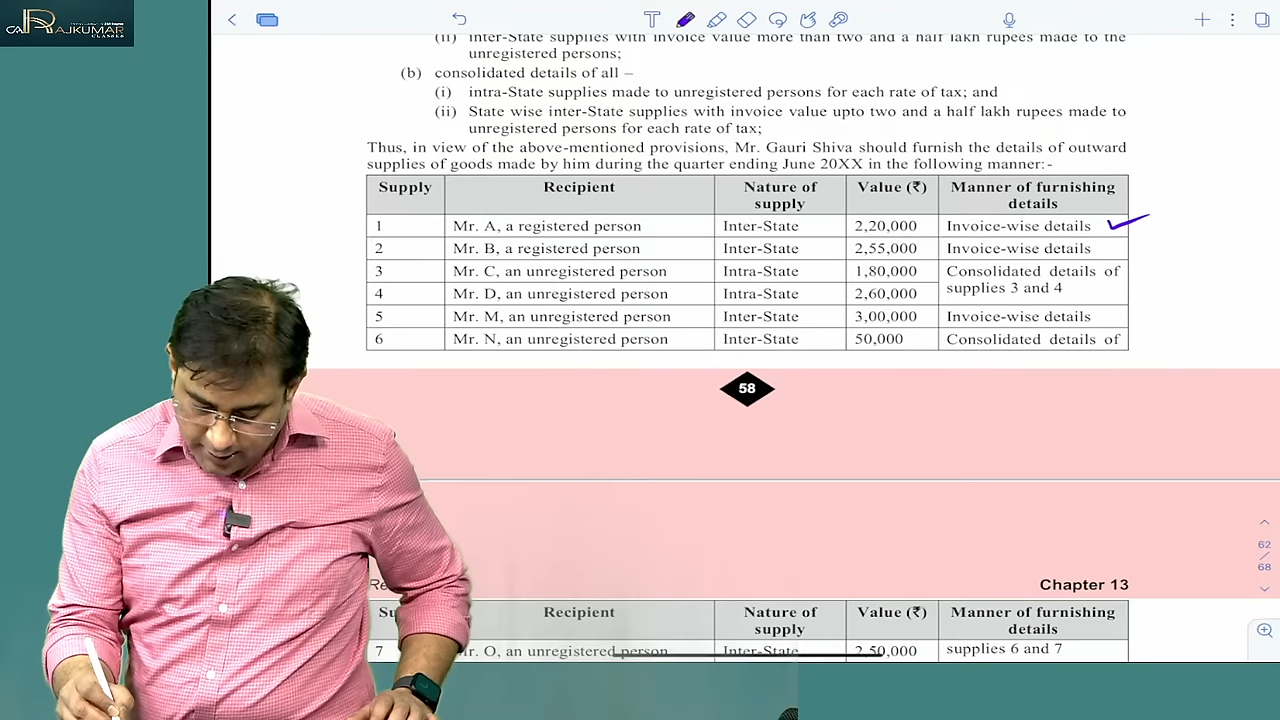 RAJKUMAR
CLASSES
T
(ii) inter-State supplies with invoice value more than two and a half lakh rupees made to the
unregistered persons;
(b) consolidated details of all –
(i) intra-State supplies made to unregistered persons for each rate of tax; and
(ii) State wise inter-State supplies with invoice value upto two and a half lakh rupees made to
unregistered persons for each rate of tax;
Thus, in view of the above-mentioned provisions, Mr. Gauri Shiva should furnish the details of outward
supplies of goods made by him during the quarter ending June 20XX in the following manner:-
Supply Recipient Nature of supply Value (₹) Manner of furnishing details
1 Mr. A, a registered person Inter-State 2,20,000 Invoice-wise details
2 Mr. B, a registered person Inter-State 2,55,000 Invoice-wise details
3 Mr. C, an unregistered person Intra-State 1,80,000 Consolidated details of
supplies 3 and 4
4 Mr. D, an unregistered person Intra-State 2,60,000
5 Mr. M, an unregistered person Inter-State 3,00,000 Invoice-wise details
6 Mr. N, an unregistered person Inter-State 50,000 Consolidated details of
58
62
68
Chapter 13
Recipient Nature of supply Value (₹) Manner of furnishing details
Mr. O, an unregistered person Inter-State 2,50,000 supplies 6 and 7